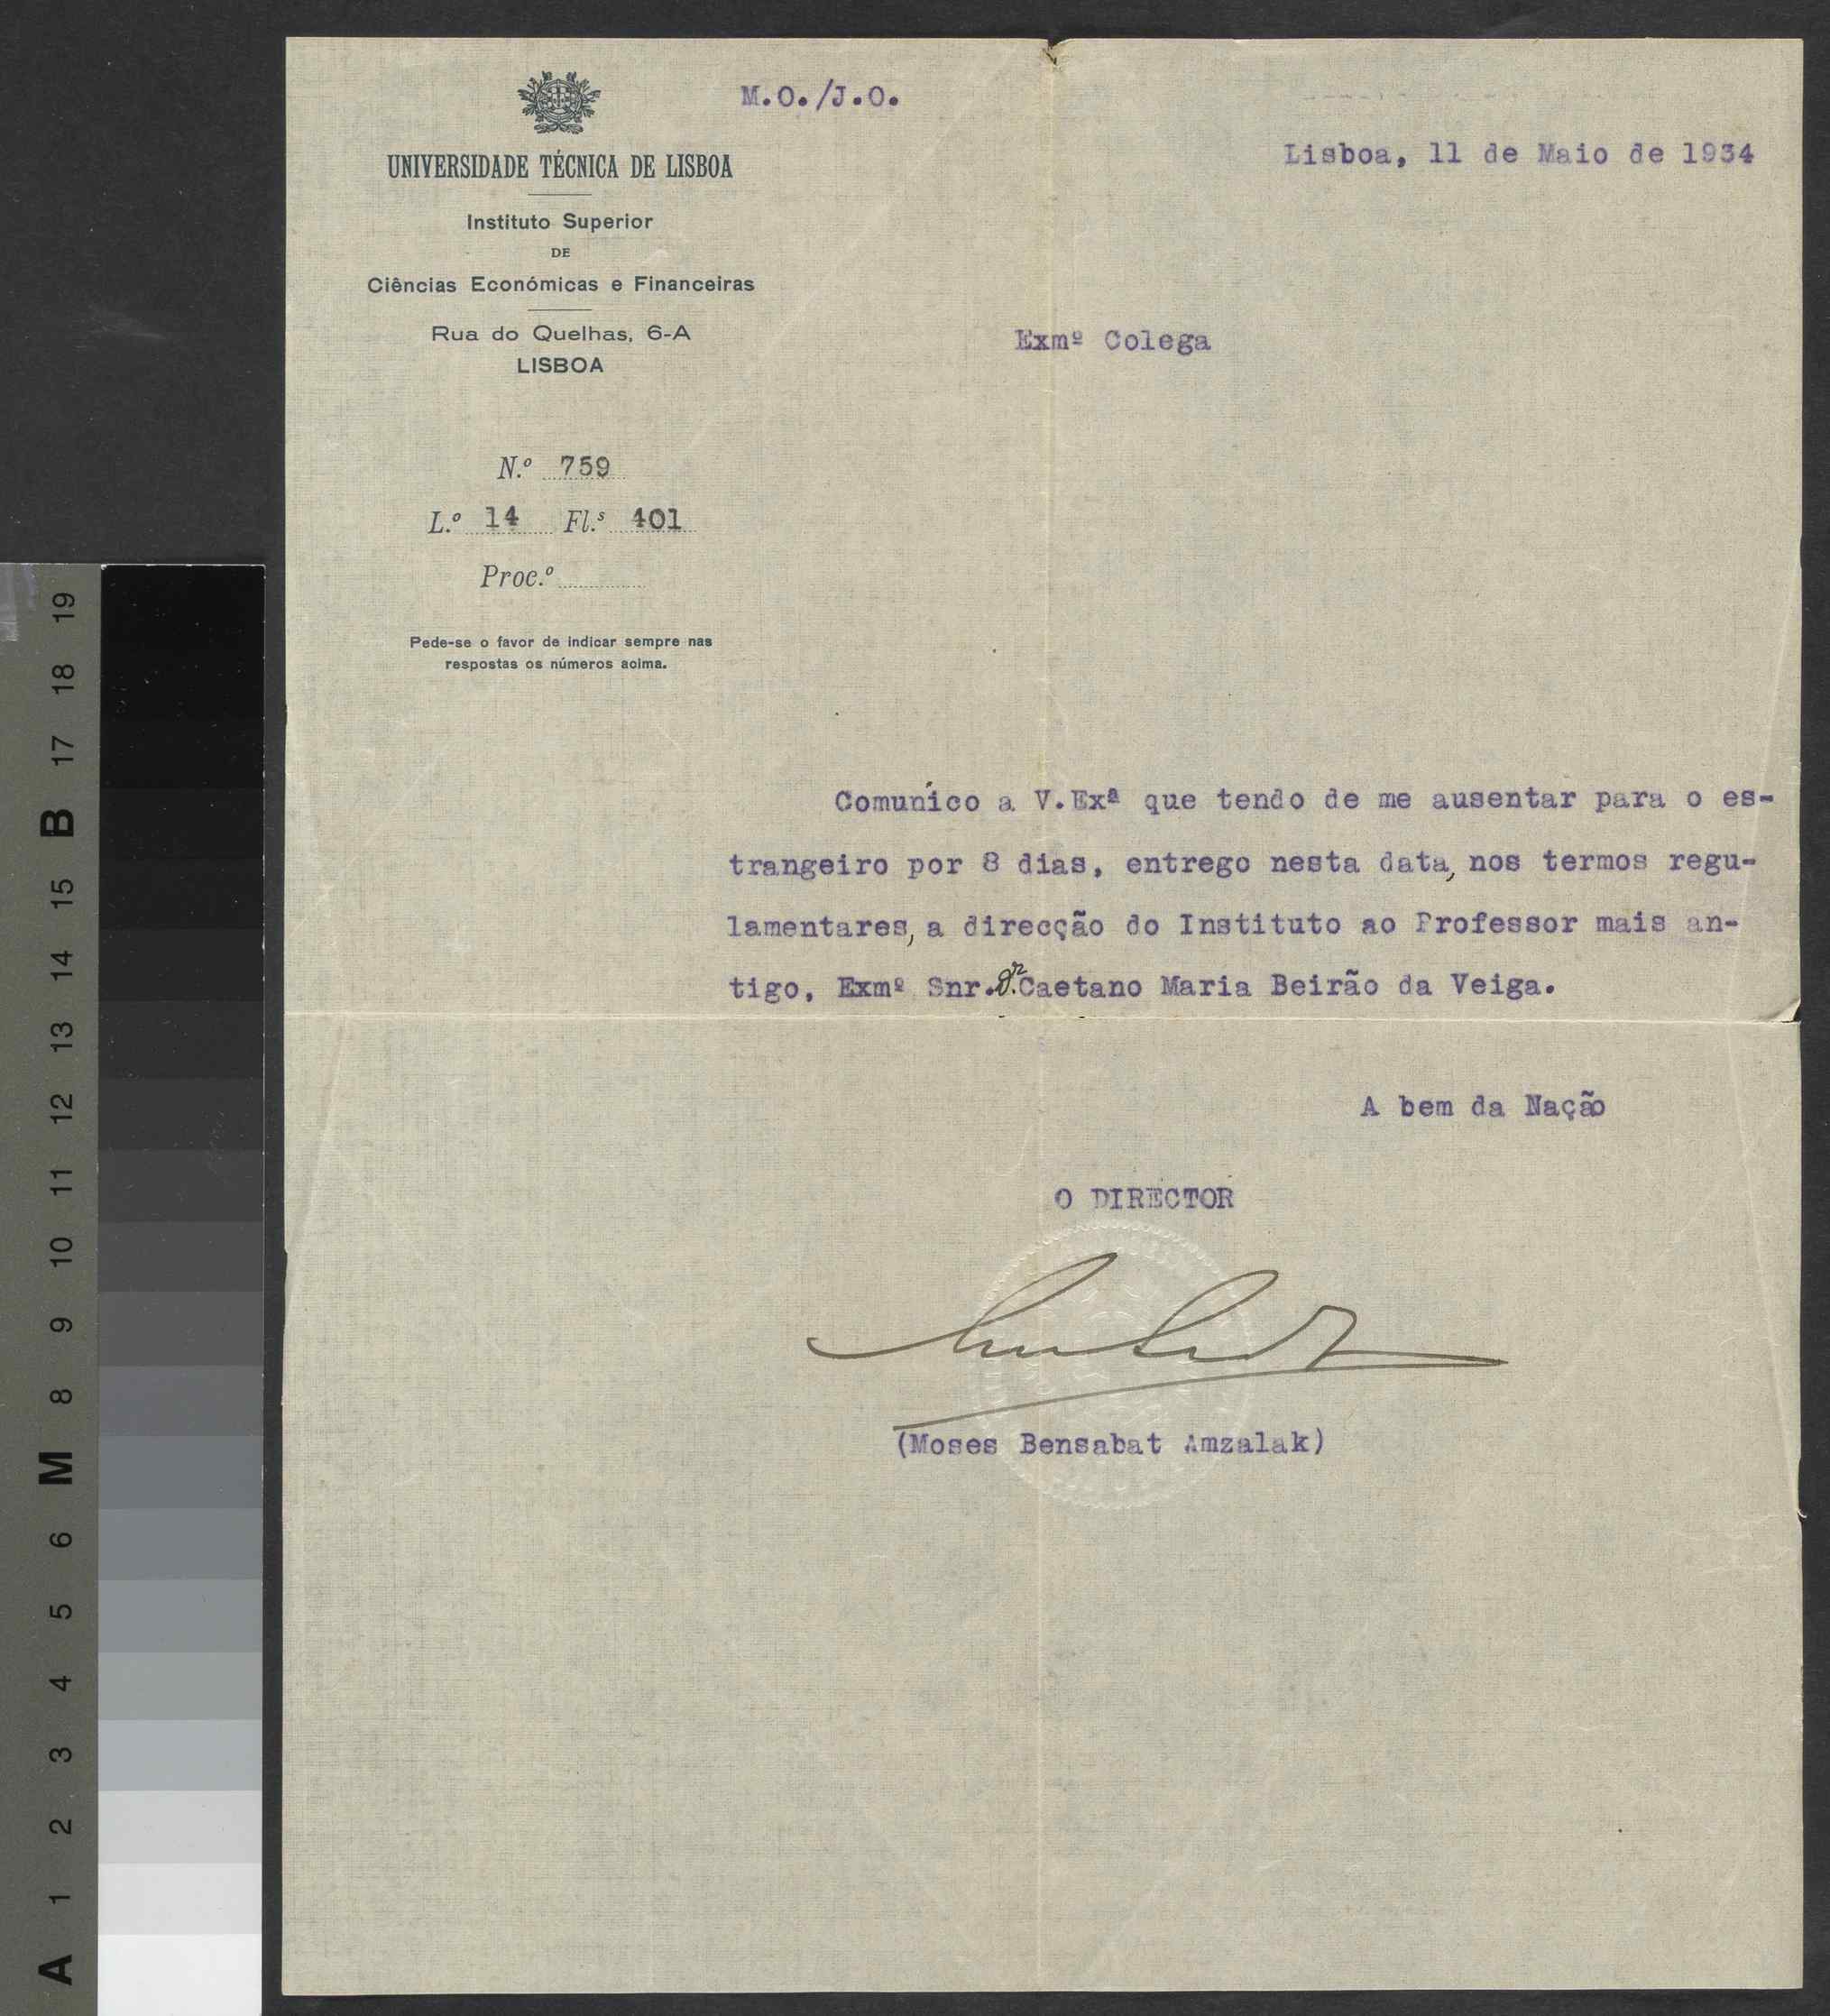 M.O./J.O.
UNIVERSIDADE TÉCNICA DE LISBOA
Instituto Superior
DE
Ciências Económicas e Financeiras
Rua do Quelhas, 6-A
LISBOA
N.º 759
L.º 14 Fl.s 401
Proc.º
Pede-se o favor de indicar sempre nas
respostas os números acima.
Lisboa, 11 de Maio de 1934
Exmº Colega
Comuníco a V.Exª que tendo de me ausentar para o es-
trangeiro por 8 dias, entrego nesta data, nos termos regu-
lamentares, a direcção do Instituto ao Professor mais an-
tigo, Exmº Snr. Dr. Caetano Maria Beirão da Veiga.
A bem da Nação
O DIRECTOR
(Moses Bensabat Amzalak)
A 1 2 3 4 5 6 M 8 9 10 11 12 13 14 15 B 17 18 19